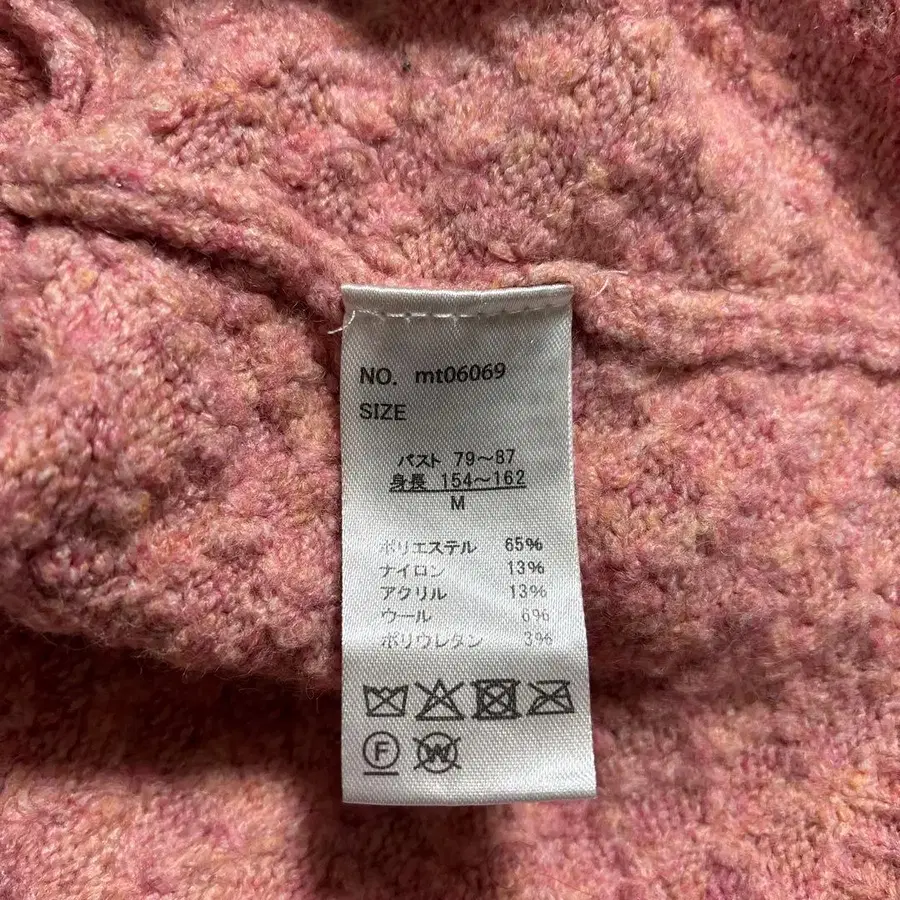 NO. mt06069
SIZE
バスト 79～87
身長 154～162
M
ポリエステル 65%
ナイロン 13%
アクリル 13%
ウール 6%
ポリウレタン 3%
F
W